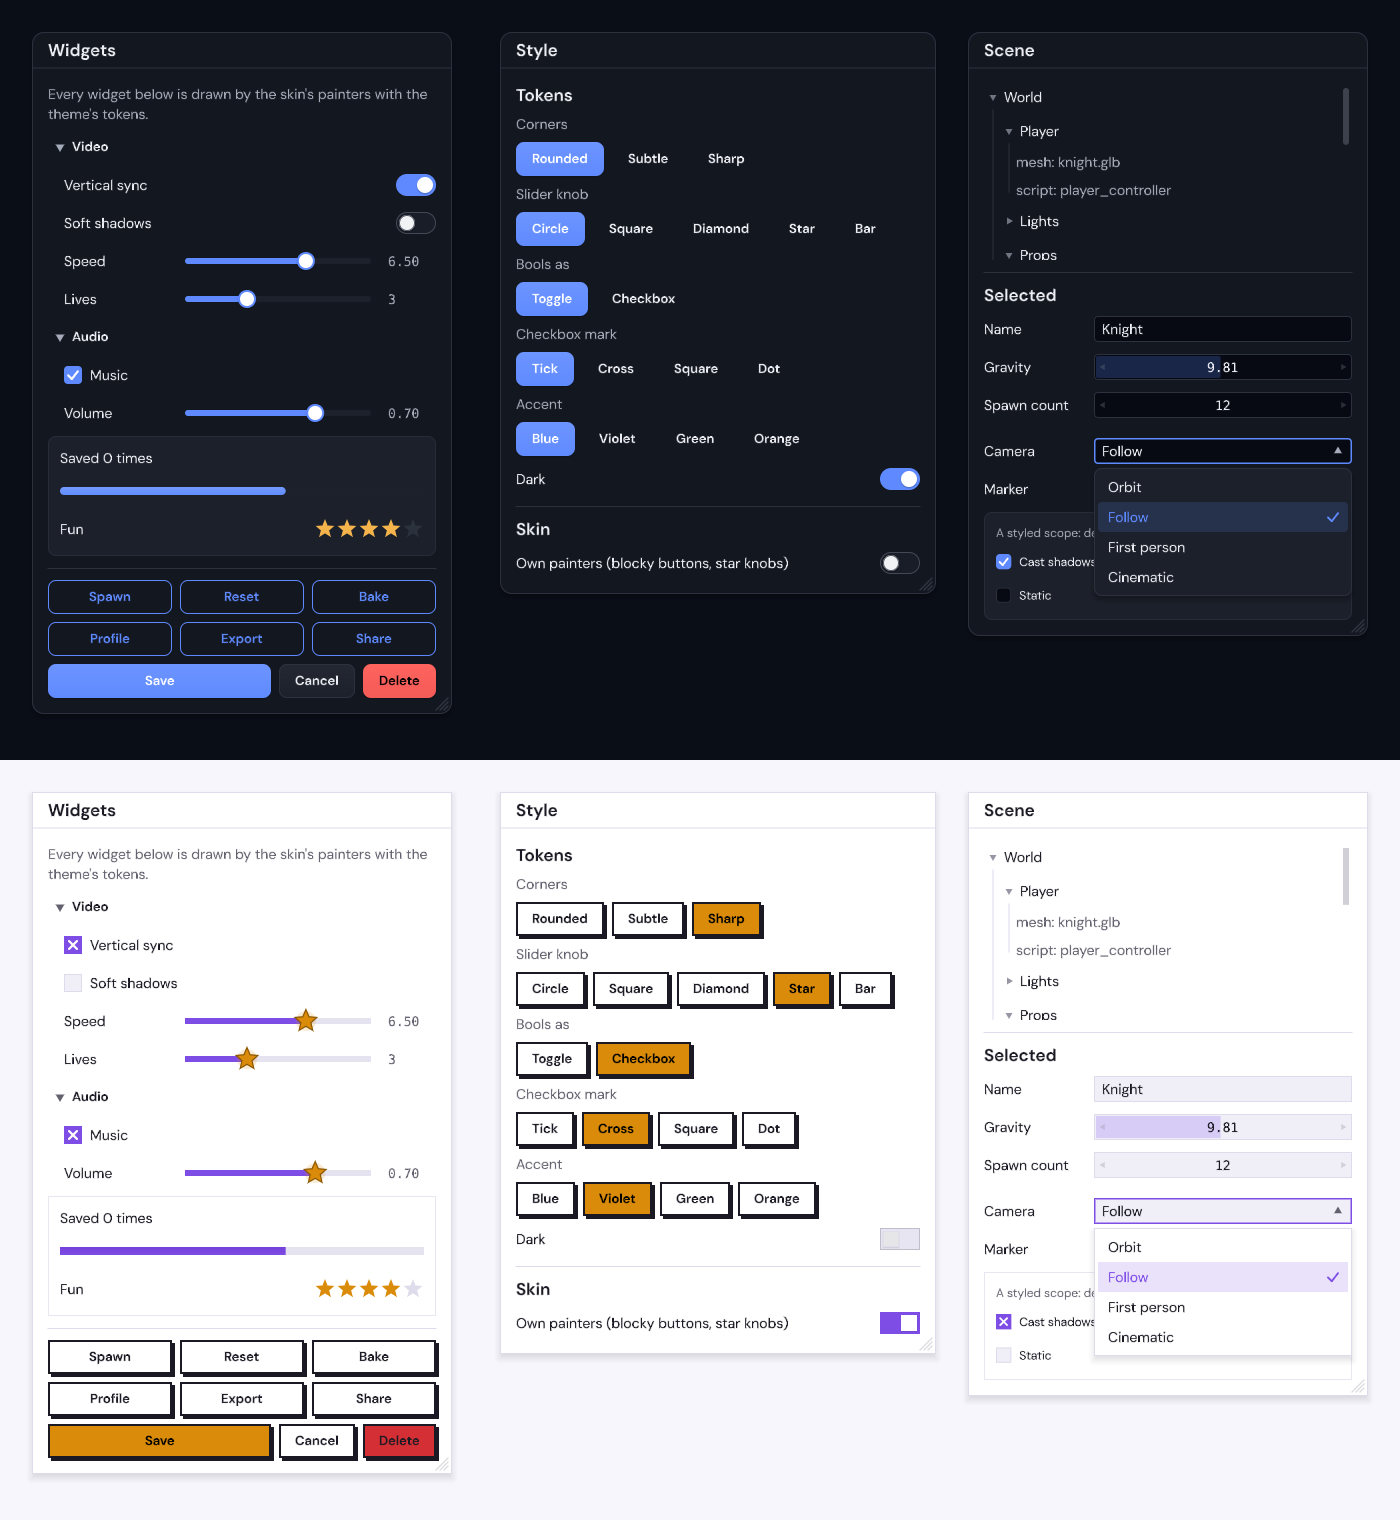 Widgets
Every widget below is drawn by the skin's painters with the
theme's tokens.
Video
Vertical sync
Soft shadows
Speed 6.50
Lives 3
Audio
Music
Volume 0.70
Saved 0 times
Fun
Spawn Reset Bake
Profile Export Share
Save Cancel Delete
Style
Tokens
Corners
Rounded Subtle Sharp
Slider knob
Circle Square Diamond Star Bar
Bools as
Toggle Checkbox
Checkbox mark
Tick Cross Square Dot
Accent
Blue Violet Green Orange
Dark
Skin
Own painters (blocky buttons, star knobs)
Scene
World
Player
mesh: knight.glb
script: player_controller
Lights
Props
Selected
Name Knight
Gravity 9.81
Spawn count 12
Camera Follow
Marker
Orbit
Follow
First person
Cinematic
A styled scope: de
Cast shadows
Static
Widgets
Every widget below is drawn by the skin's painters with the
theme's tokens.
Video
Vertical sync
Soft shadows
Speed 6.50
Lives 3
Audio
Music
Volume 0.70
Saved 0 times
Fun
Spawn Reset Bake
Profile Export Share
Save Cancel Delete
Style
Tokens
Corners
Rounded Subtle Sharp
Slider knob
Circle Square Diamond Star Bar
Bools as
Toggle Checkbox
Checkbox mark
Tick Cross Square Dot
Accent
Blue Violet Green Orange
Dark
Skin
Own painters (blocky buttons, star knobs)
Scene
World
Player
mesh: knight.glb
script: player_controller
Lights
Props
Selected
Name Knight
Gravity 9.81
Spawn count 12
Camera Follow
Marker
Orbit
Follow
First person
Cinematic
A styled scope: de
Cast shadows
Static